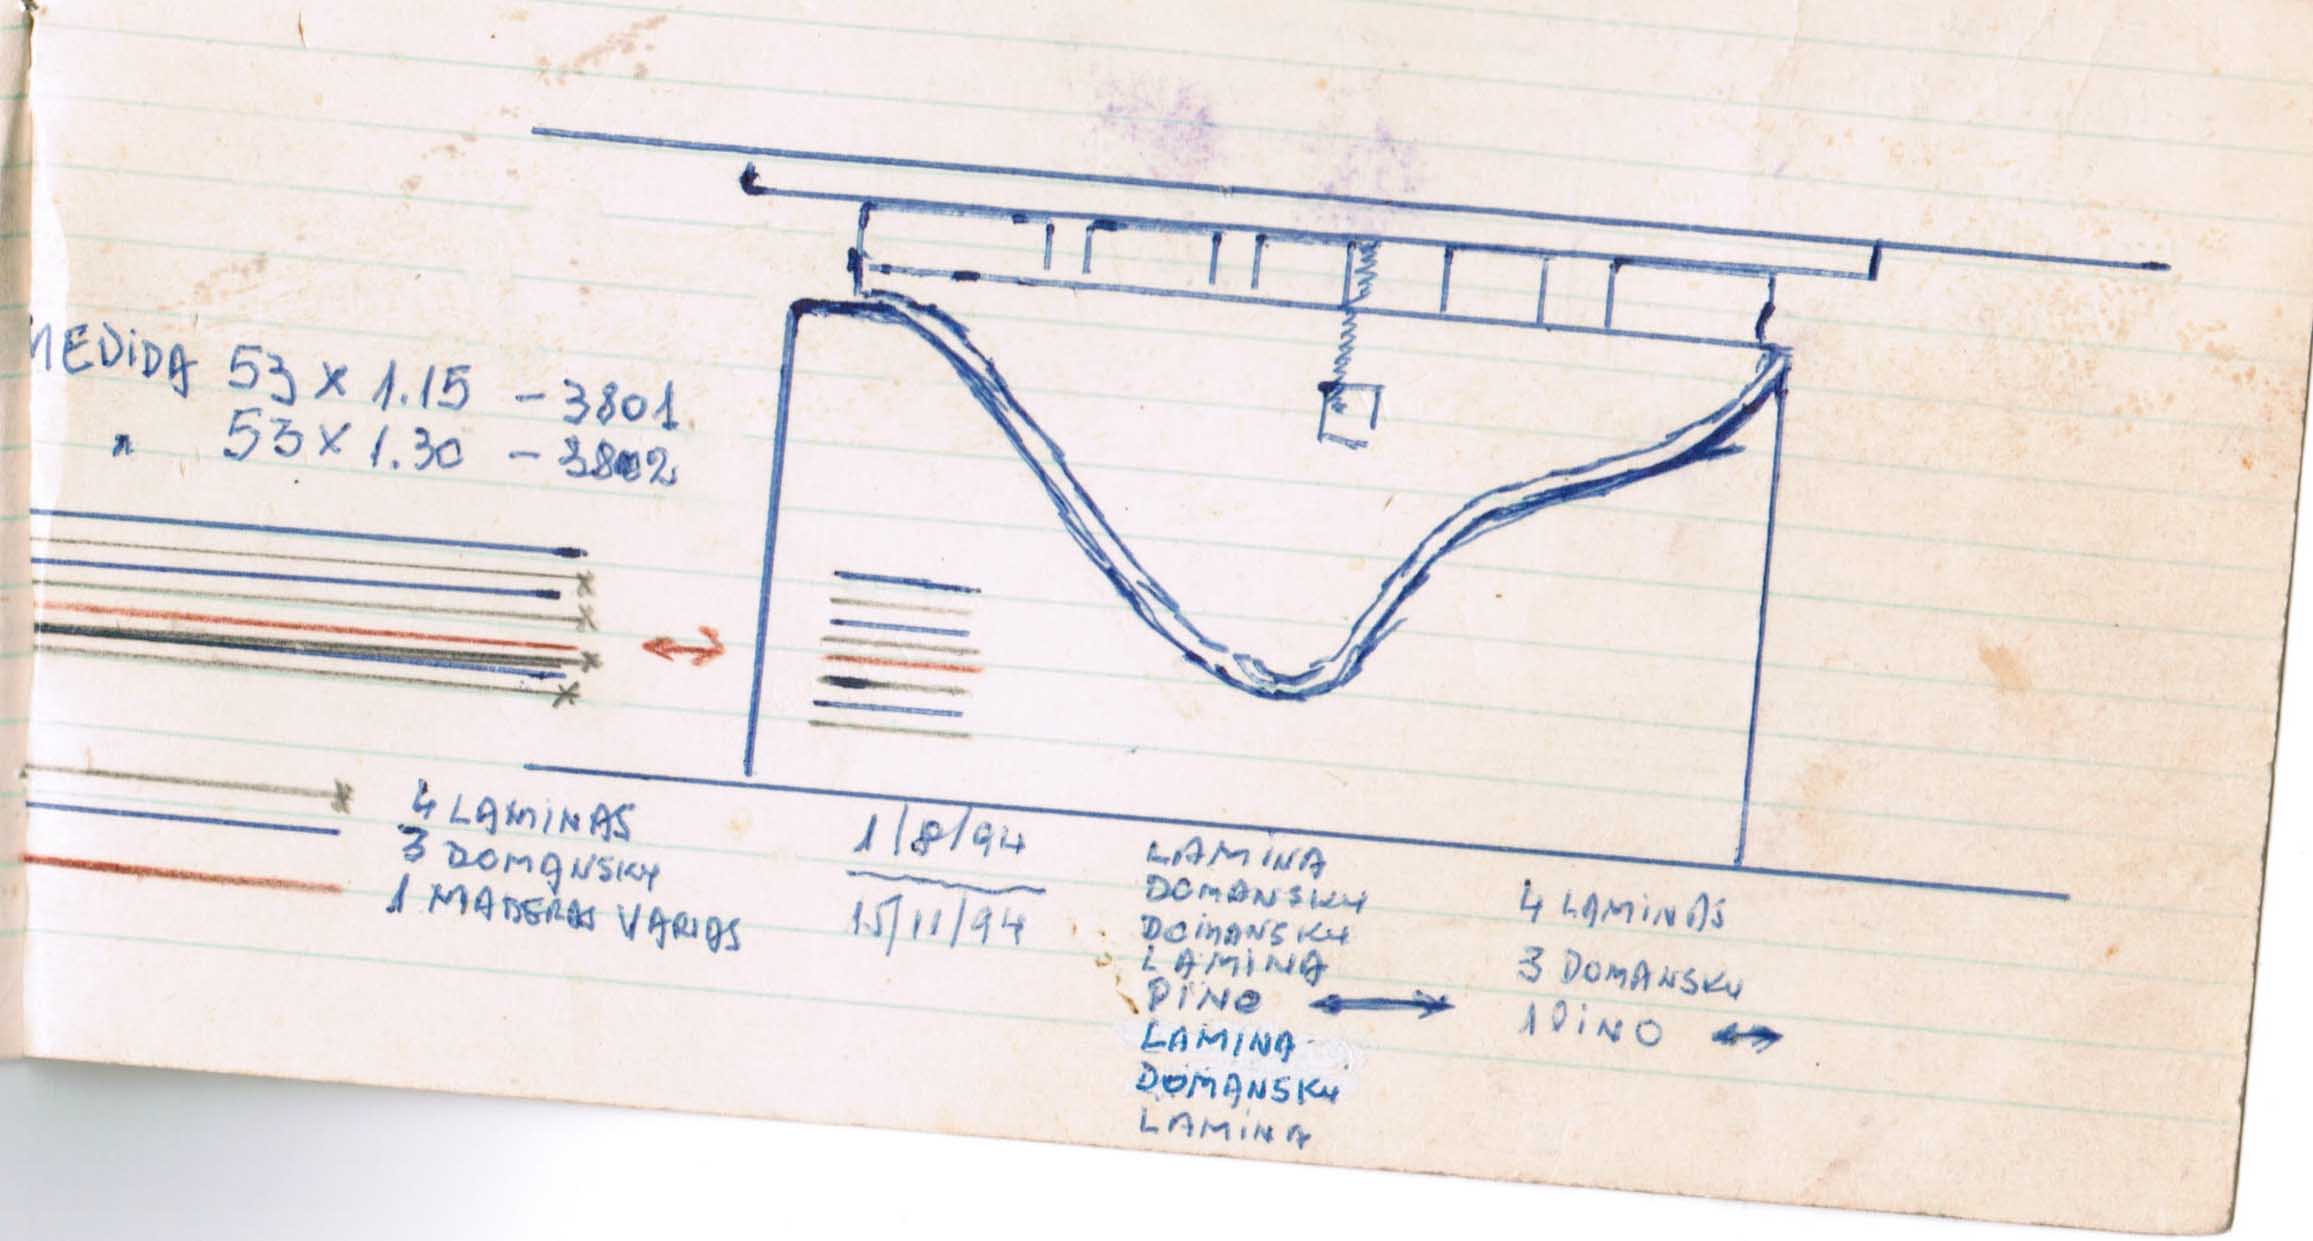 MEDIDA 53 X 1.15 - 3801
" 53 X 1.30 - 3802
4 LAMINAS
3 DOMANSKY
1 MADERAS VARIAS
1/8/94
15/11/94
LAMINA
DOMANSKY
DOMANSKY
LAMINA
PINO
LAMINA
DOMANSKY
LAMINA
4 LAMINAS
3 DOMANSKY
1 PINO